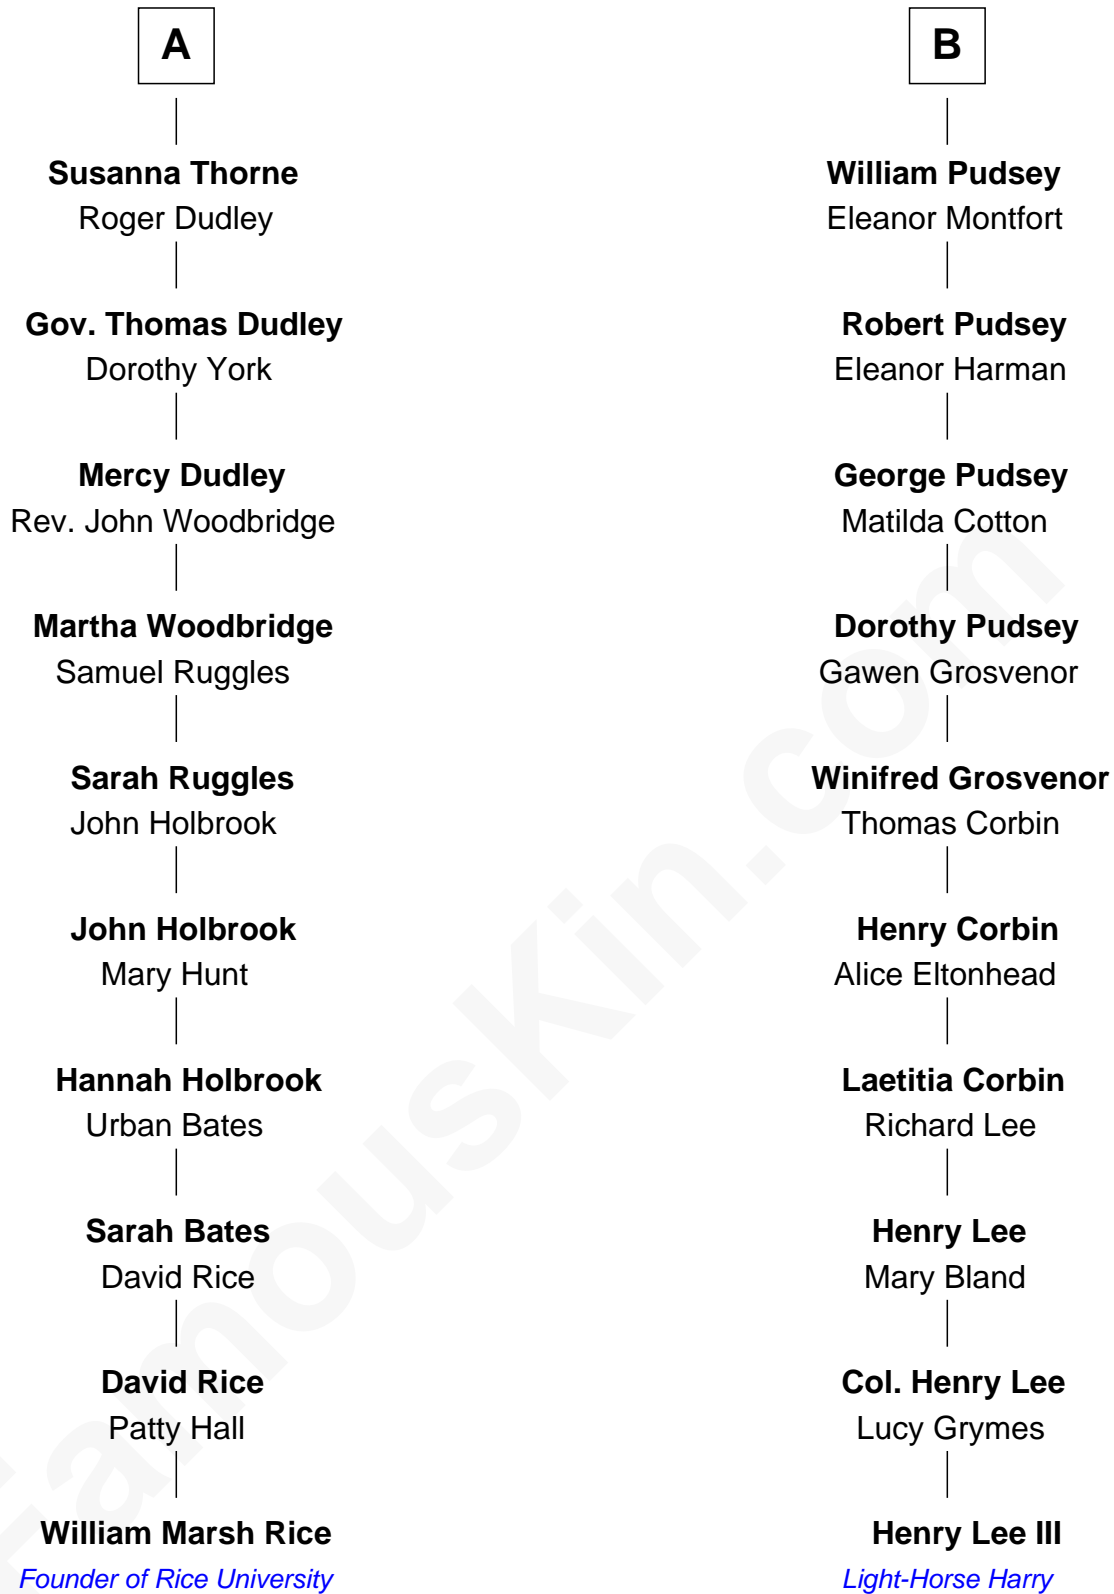 A
Susanna Thorne
Roger Dudley
Gov. Thomas Dudley
Dorothy York
Mercy Dudley
Rev. John Woodbridge
Martha Woodbridge
Samuel Ruggles
Sarah Ruggles
John Holbrook
John Holbrook
Mary Hunt
Hannah Holbrook
Urban Bates
Sarah Bates
David Rice
David Rice
Patty Hall
William Marsh Rice
Founder of Rice University
B
William Pudsey
Eleanor Montfort
Robert Pudsey
Eleanor Harman
George Pudsey
Matilda Cotton
Dorothy Pudsey
Gawen Grosvenor
Winifred Grosvenor
Thomas Corbin
Henry Corbin
Alice Eltonhead
Laetitia Corbin
Richard Lee
Henry Lee
Mary Bland
Col. Henry Lee
Lucy Grymes
Henry Lee III
Light-Horse Harry
FamousKin.com